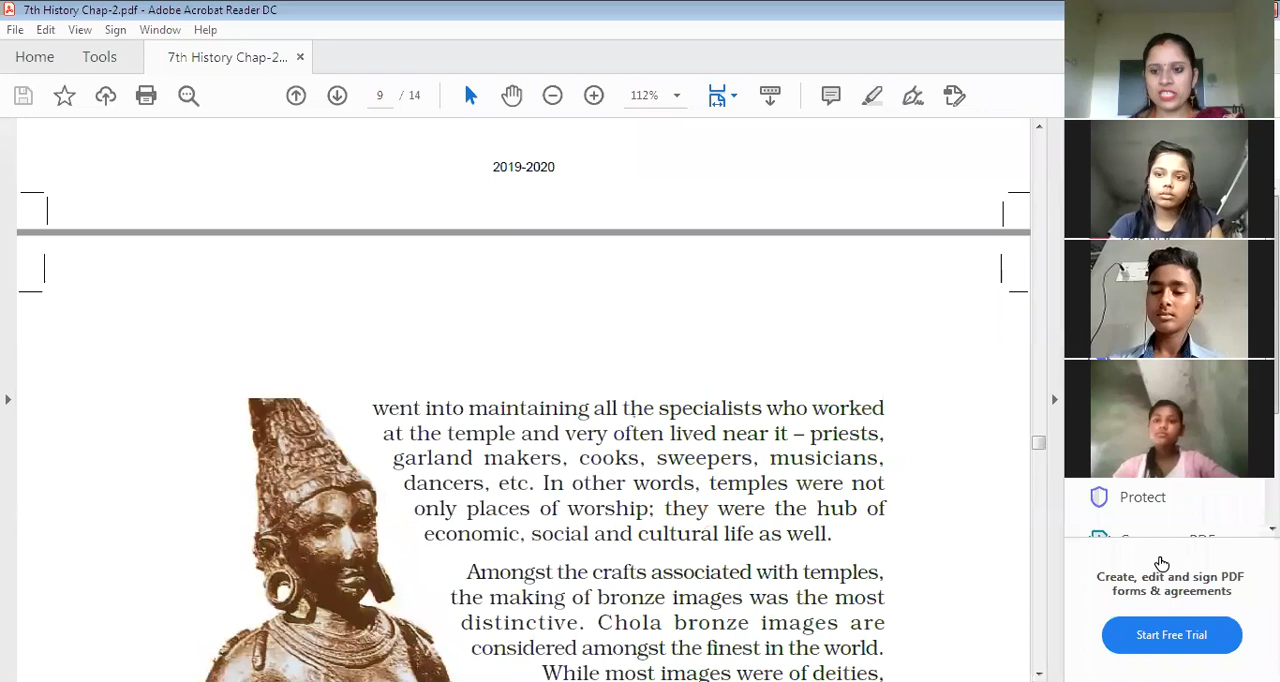 7th History Chap-2.pdf - Adobe Acrobat Reader DC
File Edit View Sign Window Help
Home Tools 7th History Chap-2... ×
9 / 14 112%
2019-2020
went into maintaining all the specialists who worked
at the temple and very often lived near it – priests,
garland makers, cooks, sweepers, musicians,
dancers, etc. In other words, temples were not
only places of worship; they were the hub of
economic, social and cultural life as well.
Amongst the crafts associated with temples,
the making of bronze images was the most
distinctive. Chola bronze images are
considered amongst the finest in the world.
While most images were of deities,
Protect
Create, edit and sign PDF
forms & agreements
Start Free Trial